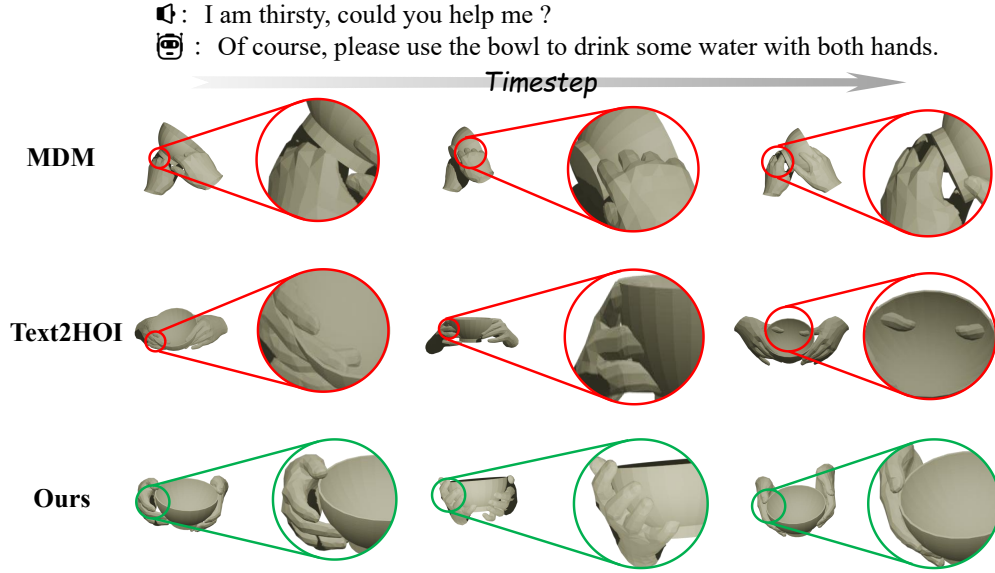 : I am thirsty, could you help me ?
: Of course, please use the bowl to drink some water with both hands.
Timestep
MDM
Text2HOI
Ours